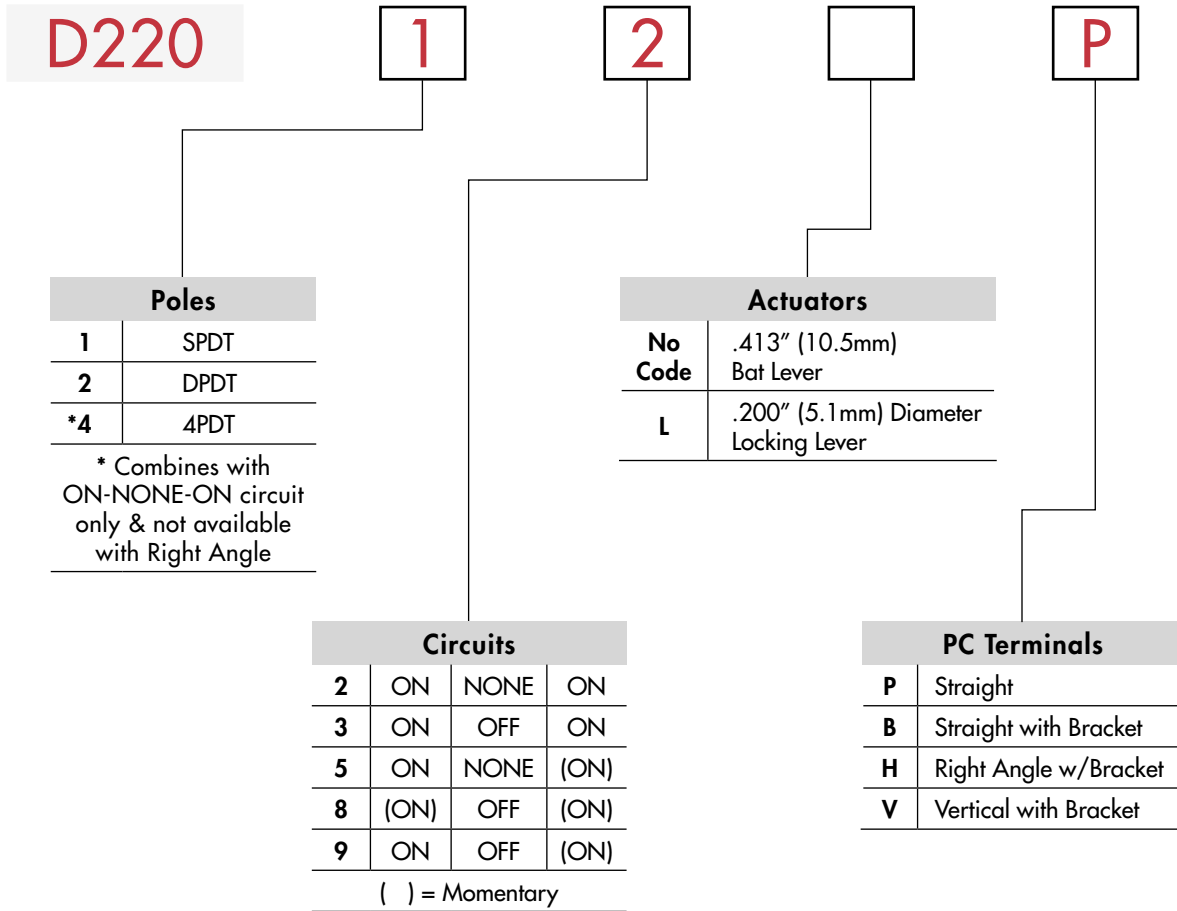 D220 1 2 P
Poles
1 SPDT
2 DPDT
*4 4PDT
* Combines with
ON-NONE-ON circuit
only & not available
with Right Angle
Actuators
No
Code
.413″ (10.5mm)
Bat Lever
L
.200″ (5.1mm) Diameter
Locking Lever
Circuits
2 ON NONE ON
3 ON OFF ON
5 ON NONE (ON)
8 (ON) OFF (ON)
9 ON OFF (ON)
( ) = Momentary
PC Terminals
P Straight
B Straight with Bracket
H Right Angle w/Bracket
V Vertical with Bracket